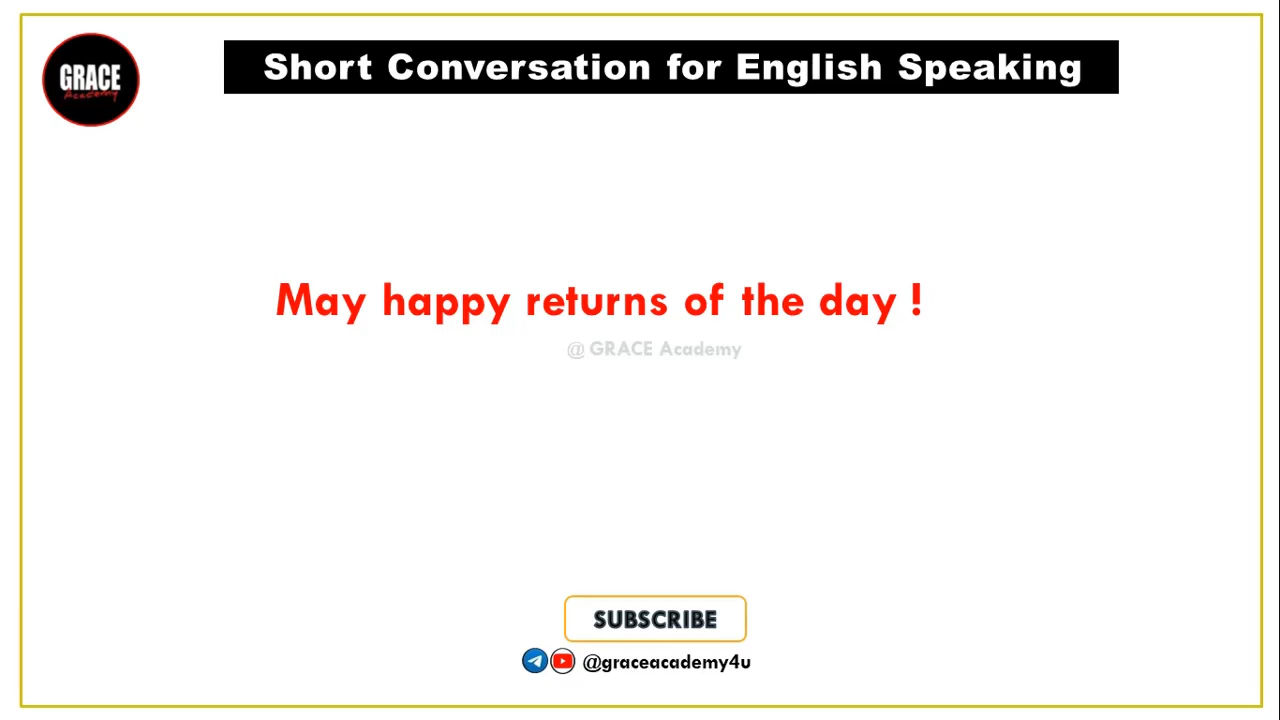 GRACE
Academy
Short Conversation for English Speaking
May happy returns of the day !
@ GRACE Academy
SUBSCRIBE
@graceacademy4u